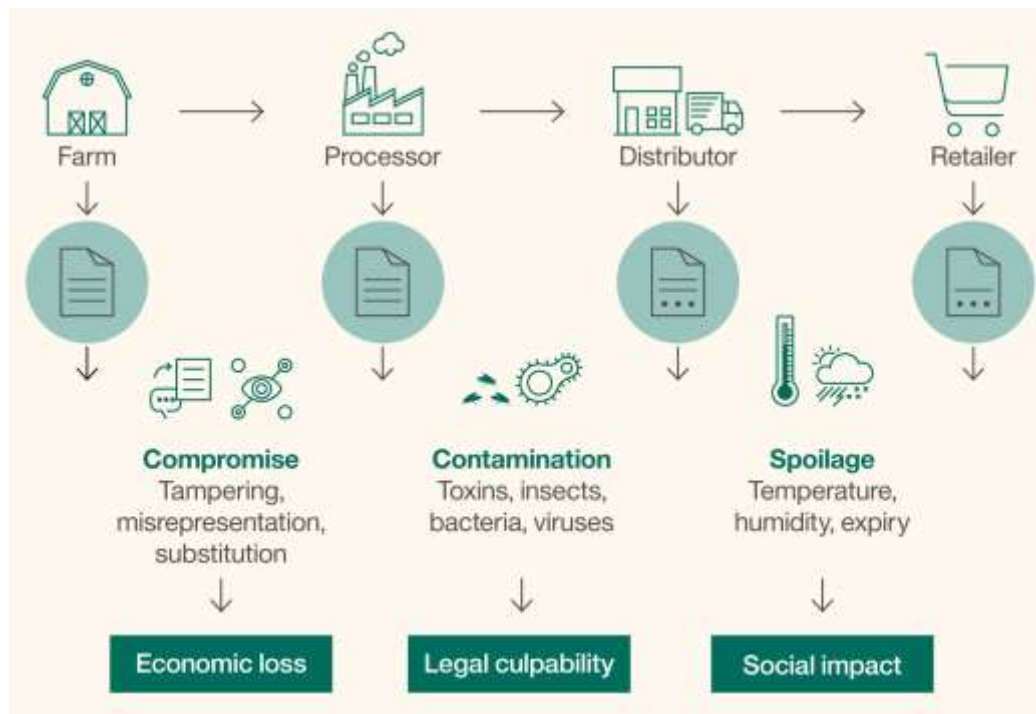 Farm
Processor
Distributor
Retailer
Compromise
Tampering,
misrepresentation,
substitution
Contamination
Toxins, insects,
bacteria, viruses
Spoilage
Temperature,
humidity, expiry
Economic loss
Legal culpability
Social impact